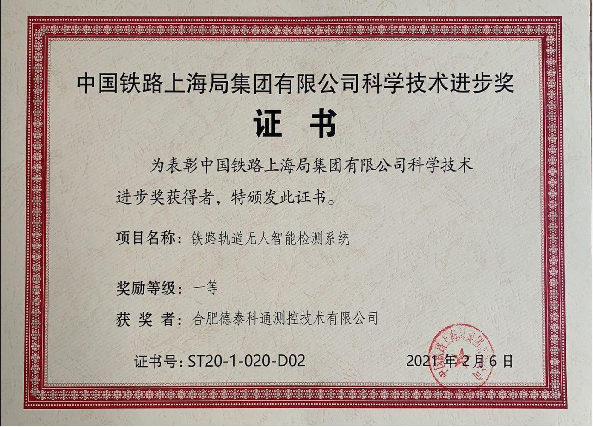 中国铁路上海局集团有限公司科学技术进步奖
证书
为表彰中国铁路上海局集团有限公司科学技术
进步奖获得者，特颁发此证书。
项目名称：铁路轨道无人智能检测系统
奖励等级：一等
获奖者：合肥德泰科通测控技术有限公司
证书号：ST20-1-020-D02
2021年2月6日